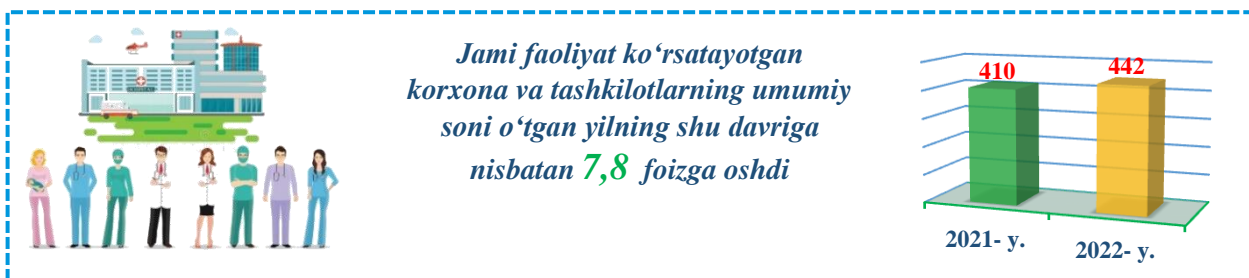 Jami faoliyat ko‘rsatayotgan
korxona va tashkilotlarning umumiy
soni o‘tgan yilning shu davriga
nisbatan 7,8 foizga oshdi
410
442
2021- y.
2022- y.